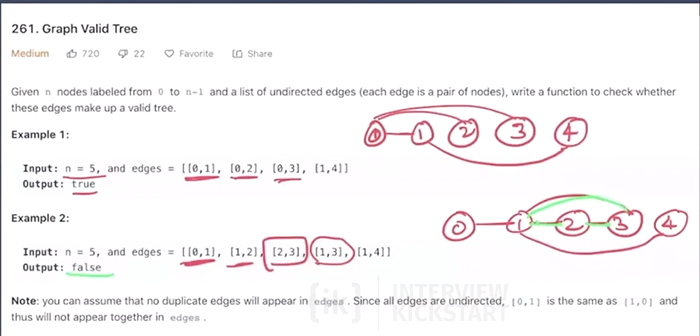 261. Graph Valid Tree
Medium 720 22 Favorite Share
Given n nodes labeled from 0 to n-1 and a list of undirected edges (each edge is a pair of nodes), write a function to check whether
these edges make up a valid tree.
Example 1:
0 1 2 3 4
Input: n = 5, and edges = [[0,1], [0,2], [0,3], [1,4]]
Output: true
Example 2:
0 1 2 3 4
Input: n = 5, and edges = [[0,1], [1,2], [2,3], [1,3], [1,4]]
Output: false
Note: you can assume that no duplicate edges will appear in edges. Since all edges are undirected, [0,1] is the same as [1,0] and
thus will not appear together in edges.
{ik} INTERVIEW
KICKSTART